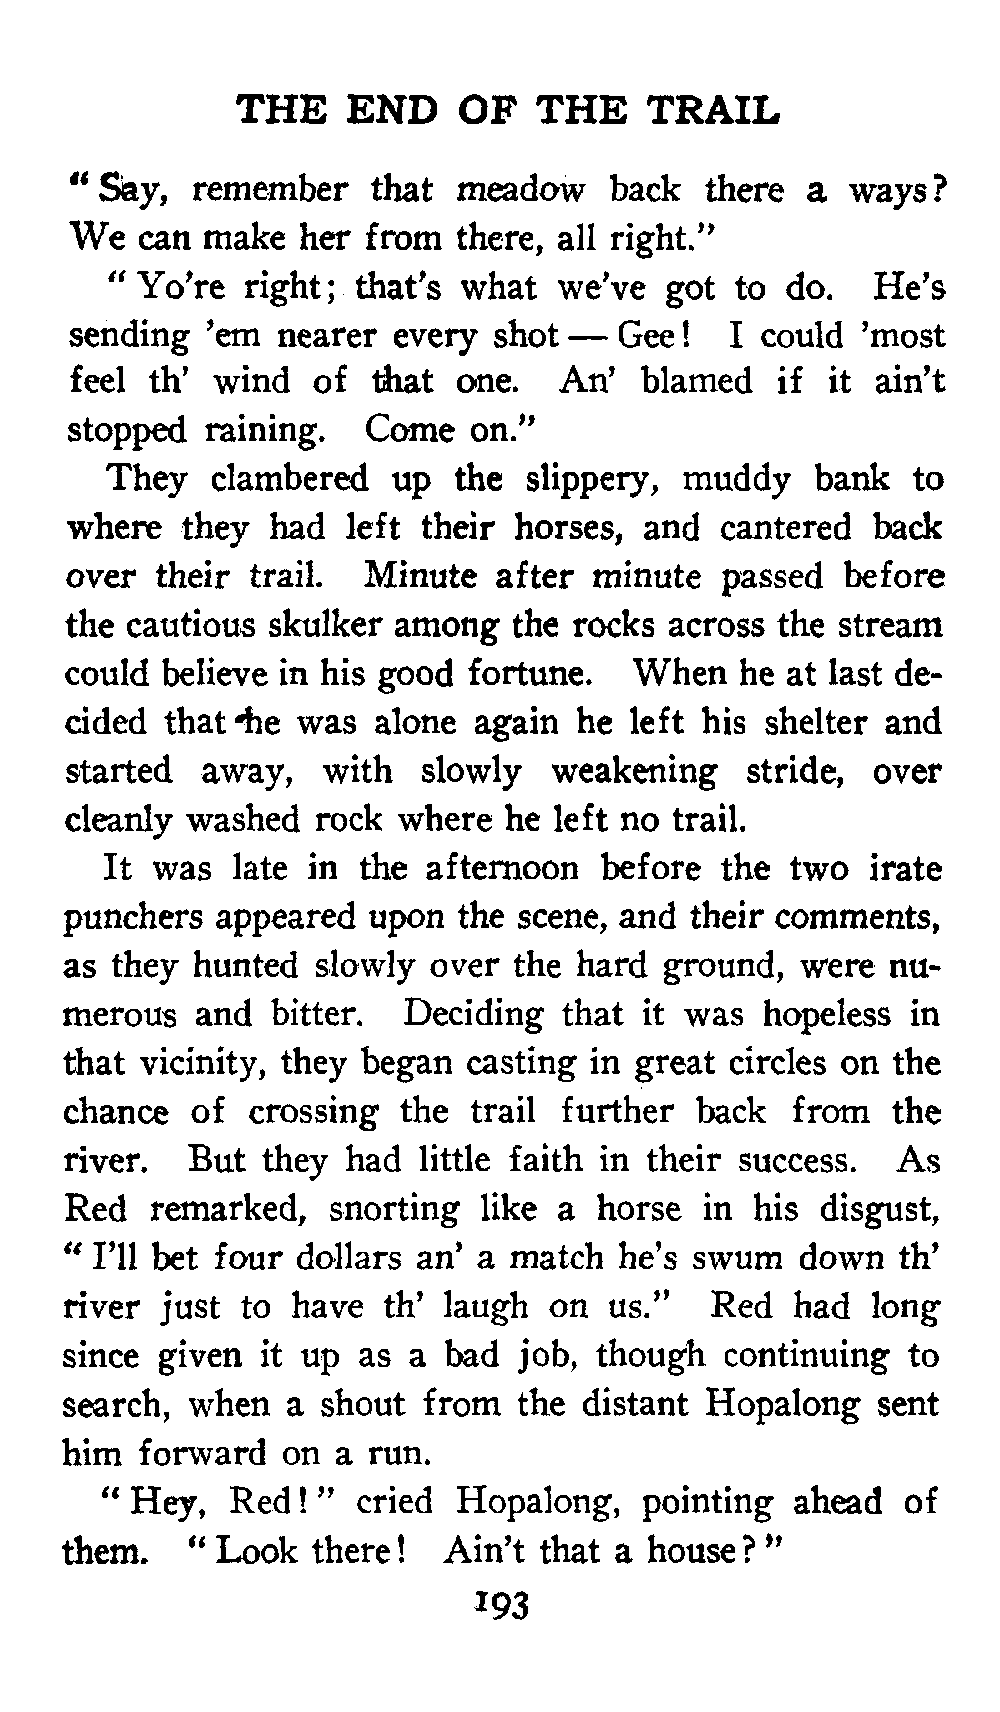 THE END OF THE TRAIL
“ Say, remember that meadow back there a ways?
We can make her from there, all right.”
“ Yo’re right; that’s what we’ve got to do. He’s
sending ’em nearer every shot — Gee! I could ’most
feel th’ wind of that one. An’ blamed if it ain’t
stopped raining. Come on.”
They clambered up the slippery, muddy bank to
where they had left their horses, and cantered back
over their trail. Minute after minute passed before
the cautious skulker among the rocks across the stream
could believe in his good fortune. When he at last de-
cided that he was alone again he left his shelter and
started away, with slowly weakening stride, over
cleanly washed rock where he left no trail.
It was late in the afternoon before the two irate
punchers appeared upon the scene, and their comments,
as they hunted slowly over the hard ground, were nu-
merous and bitter. Deciding that it was hopeless in
that vicinity, they began casting in great circles on the
chance of crossing the trail further back from the
river. But they had little faith in their success. As
Red remarked, snorting like a horse in his disgust,
“ I’ll bet four dollars an’ a match he’s swum down th’
river just to have th’ laugh on us.” Red had long
since given it up as a bad job, though continuing to
search, when a shout from the distant Hopalong sent
him forward on a run.
“ Hey, Red! ” cried Hopalong, pointing ahead of
them. “ Look there! Ain’t that a house? ”
193